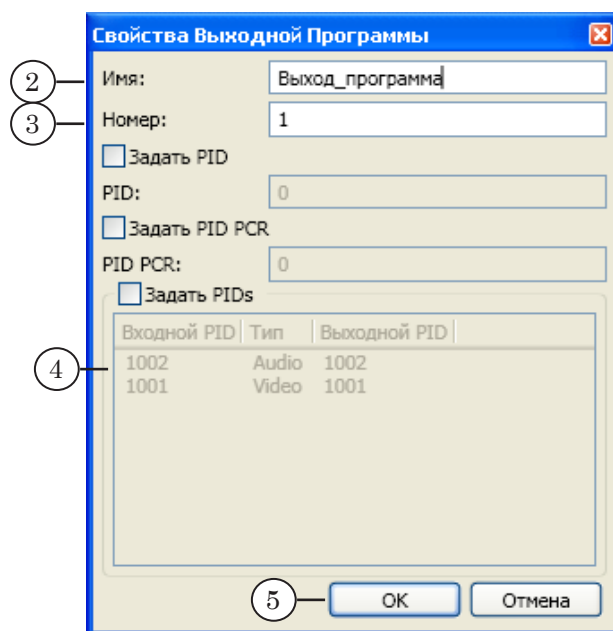 Свойства Выходной Программы
2 Имя: Выход_программа
3 Номер: 1
Задать PID
PID: 0
Задать PID PCR
PID PCR: 0
Задать PIDs
Входной PID Тип Выходной PID
4 1002 Audio 1002
1001 Video 1001
5 OK Отмена